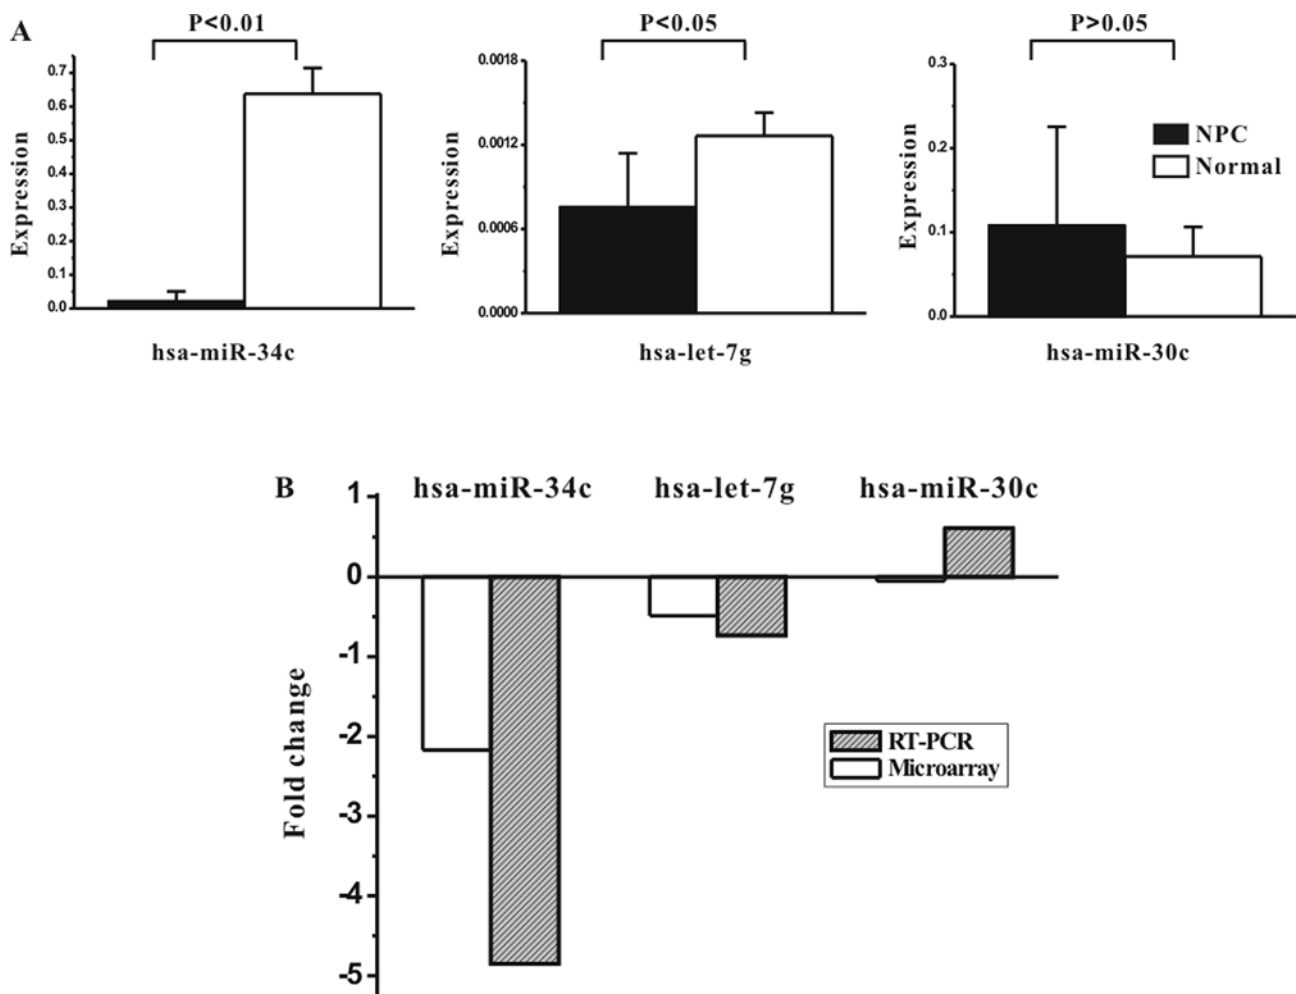 A
P<0.01
P<0.05
P>0.05
Expression
0.7
0.6
0.5
0.4
0.3
0.2
0.1
0.0
hsa-miR-34c
Expression
0.0018
0.0012
0.0006
0.0000
hsa-let-7g
Expression
0.3
0.2
0.1
0.0
NPC
Normal
hsa-miR-30c
B
hsa-miR-34c
hsa-let-7g
hsa-miR-30c
Fold change
1
0
-1
-2
-3
-4
-5
RT-PCR
Microarray